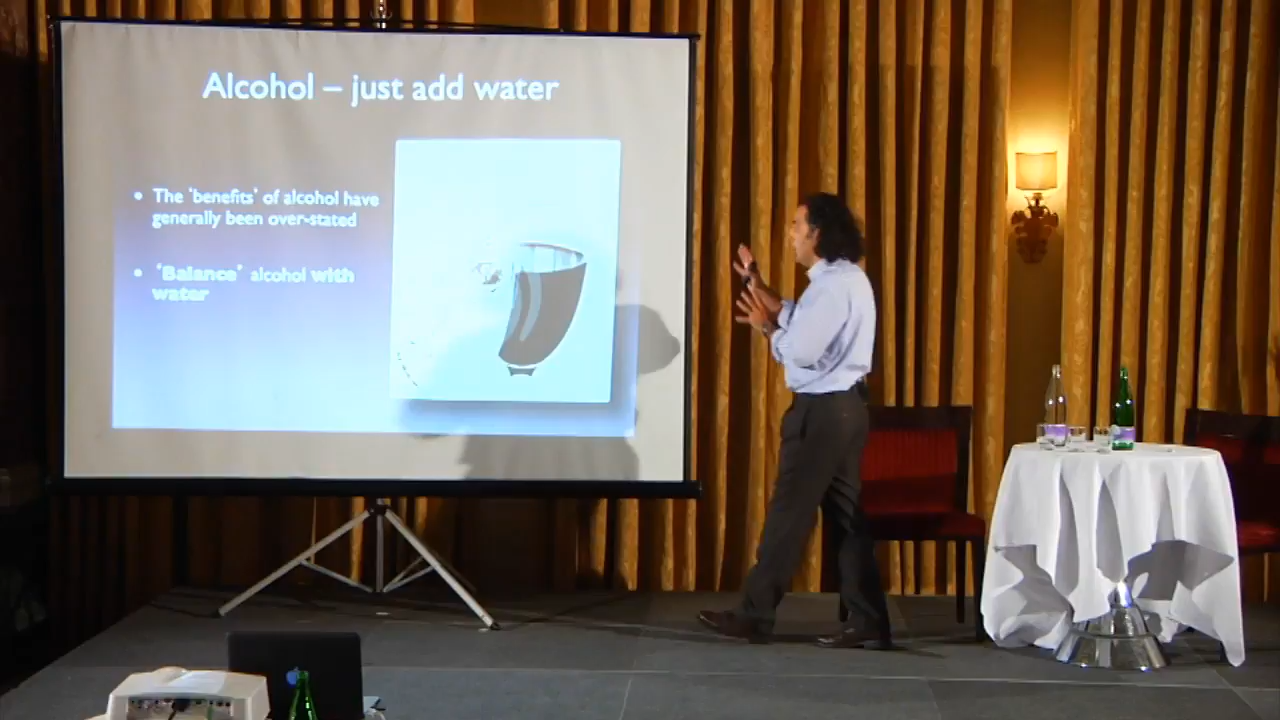 Alcohol – just add water
• The 'benefits' of alcohol have
generally been over-stated
• 'Balance' alcohol with
water